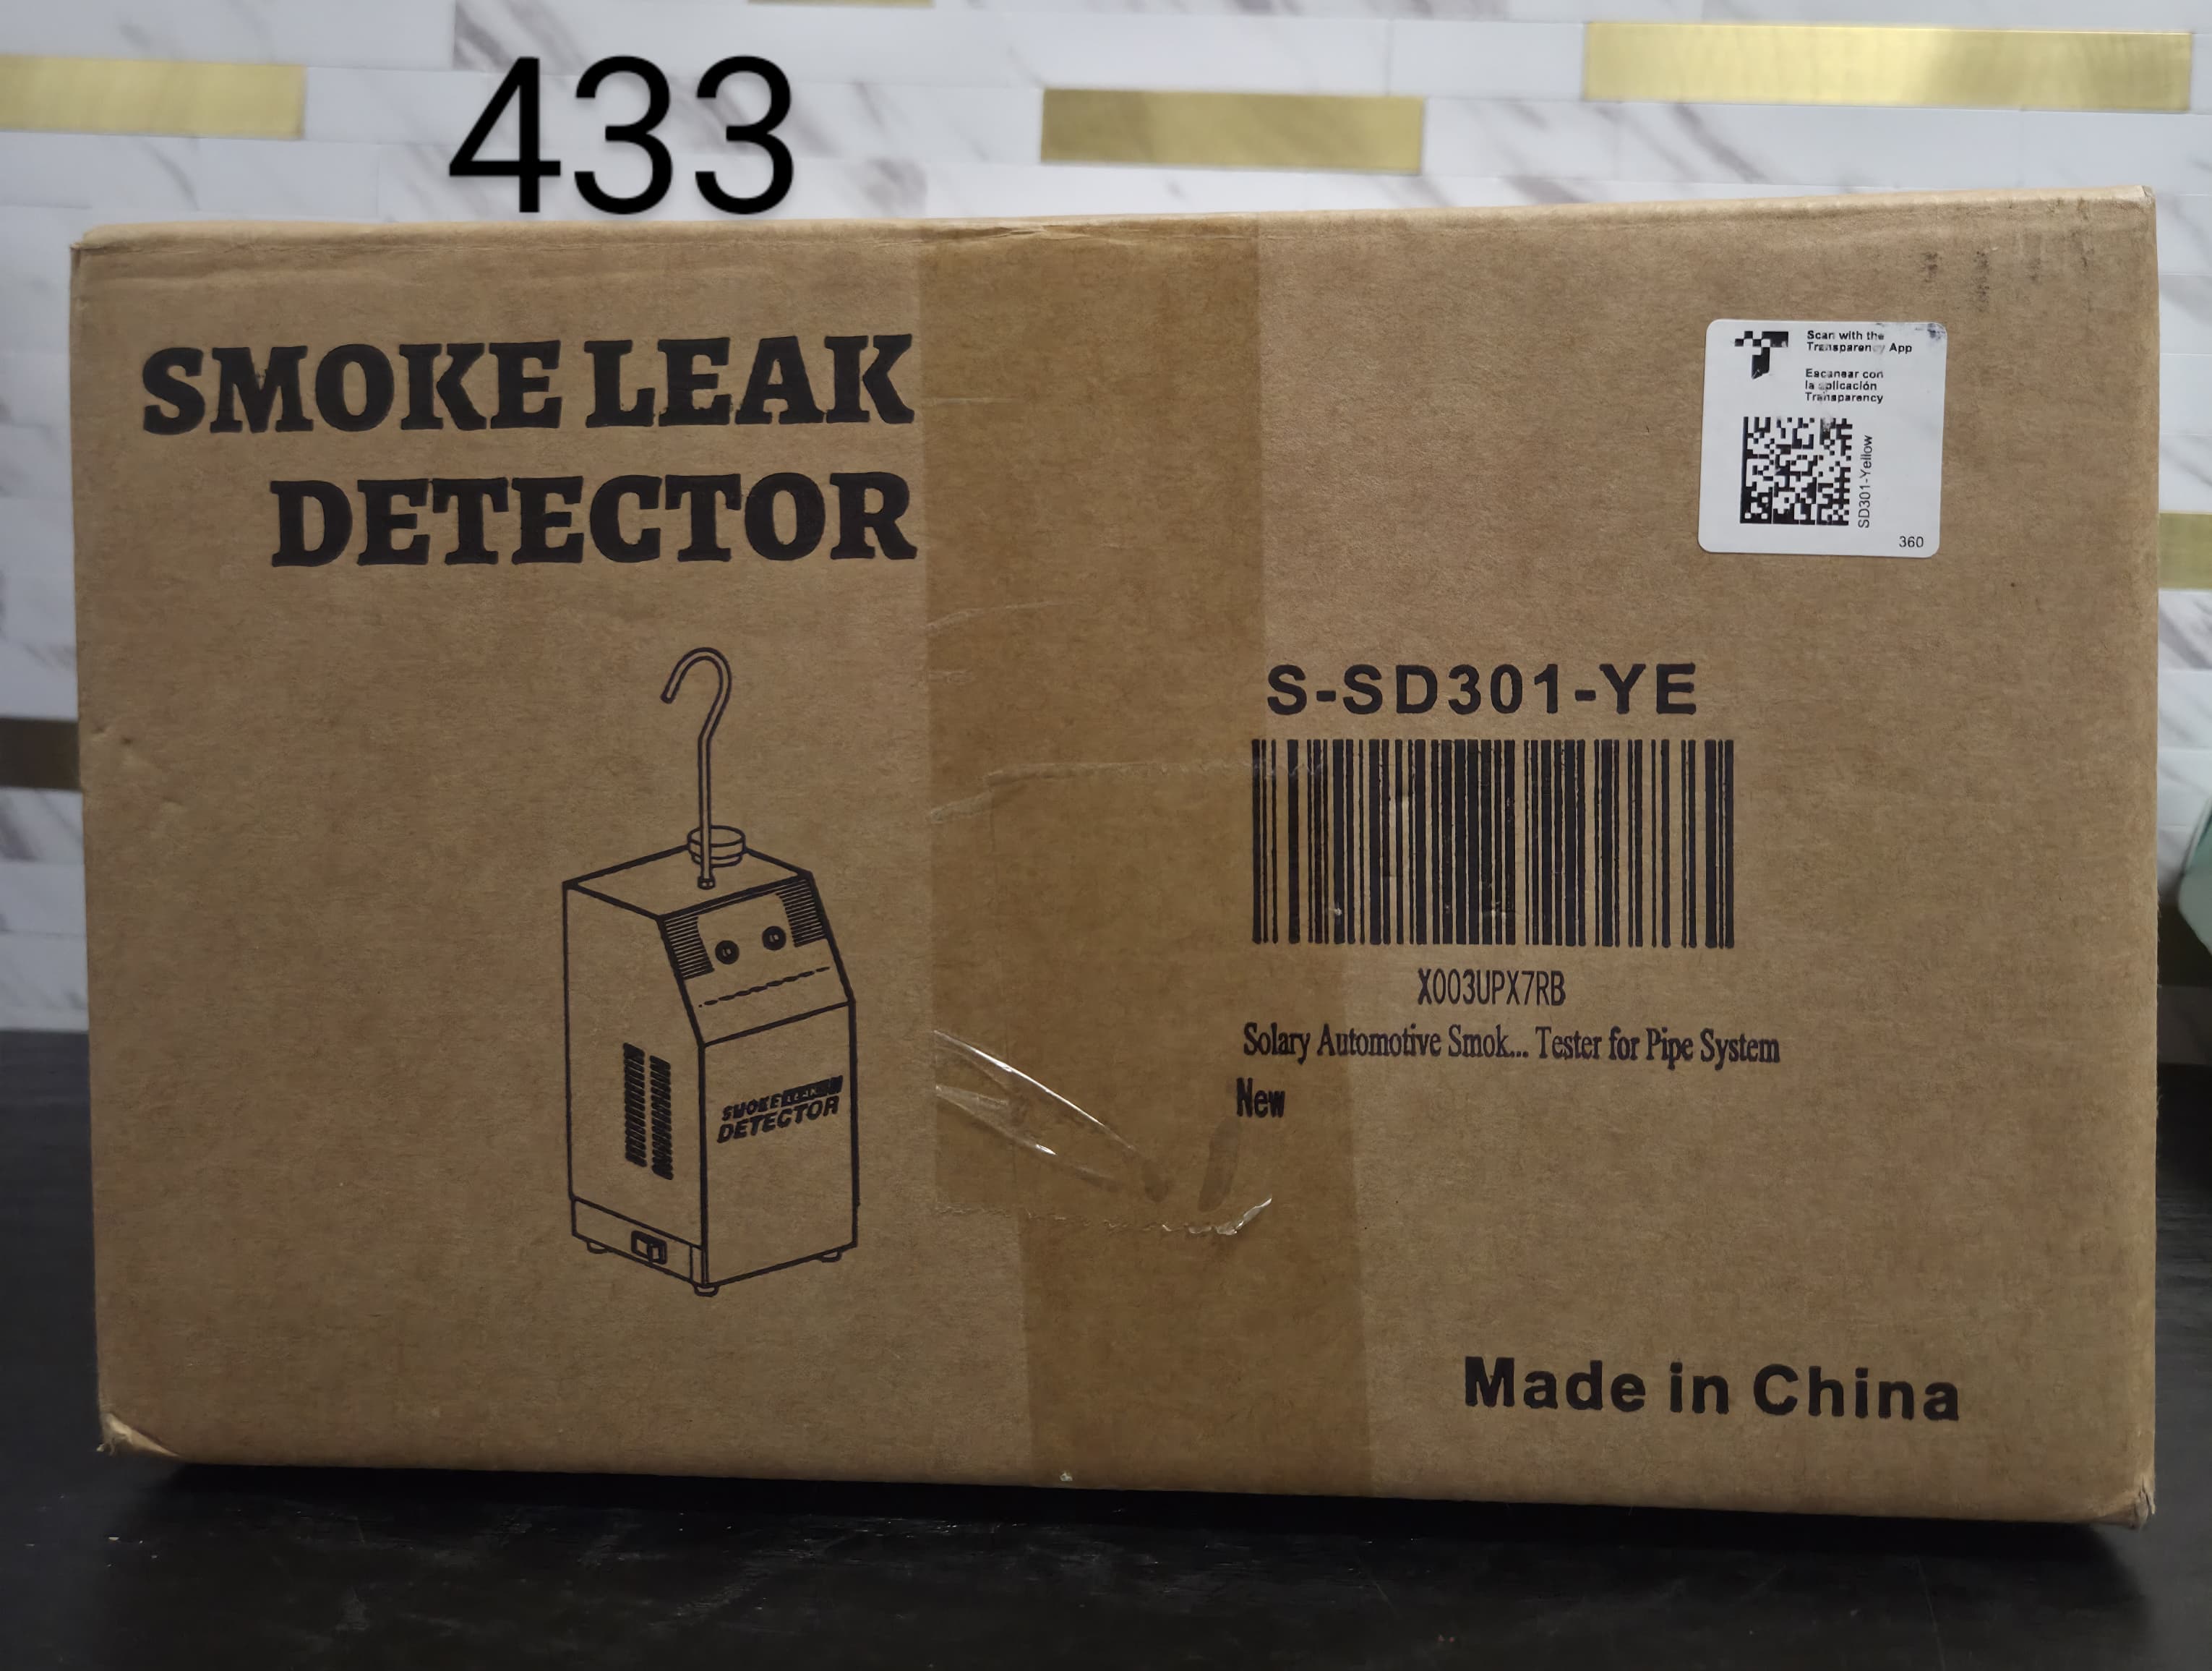 433
SMOKE LEAK
DETECTOR
Scan with the
Transparency App
Escanear con
la aplicación
Transparency
SD301-Yellow
360
S-SD301-YE
X003UPX7RB
Solary Automotive Smok... Tester for Pipe System
New
SMOKE LEAK
DETECTOR
Made in China